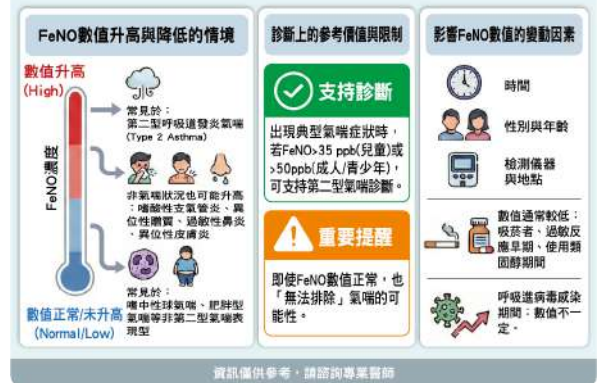 FeNO數值升高與降低的情境
數值升高
(High)
FeNO濃度
常見於：
第二型呼吸道發炎氣喘
(Type 2 Asthma)
非氣喘狀況也可能升高
：嗜酸性支氣管炎、異
位性體質、過敏性鼻炎
、異位性皮膚炎
數值正常/未升高
(Normal/Low)
常見於：
嗜中性球氣喘、肥胖型
氣喘等非第二型氣喘表
現型
診斷上的參考價值與限制
支持診斷
出現典型氣喘症狀時，
若FeNO>35 ppb(兒童)或
>50ppb(成人/青少年)，
可支持第二型氣喘診斷。
重要提醒
即使FeNO數值正常，也
「無法排除」氣喘的可
能性。
影響FeNO數值的變動因素
時間
性別與年齡
檢測儀器
與地點
數值通常較低：
吸菸者、過敏反
應早期、使用類
固醇期間
呼吸道病毒感染
期間：數值不一
定。
資訊僅供參考，請諮詢專業醫師